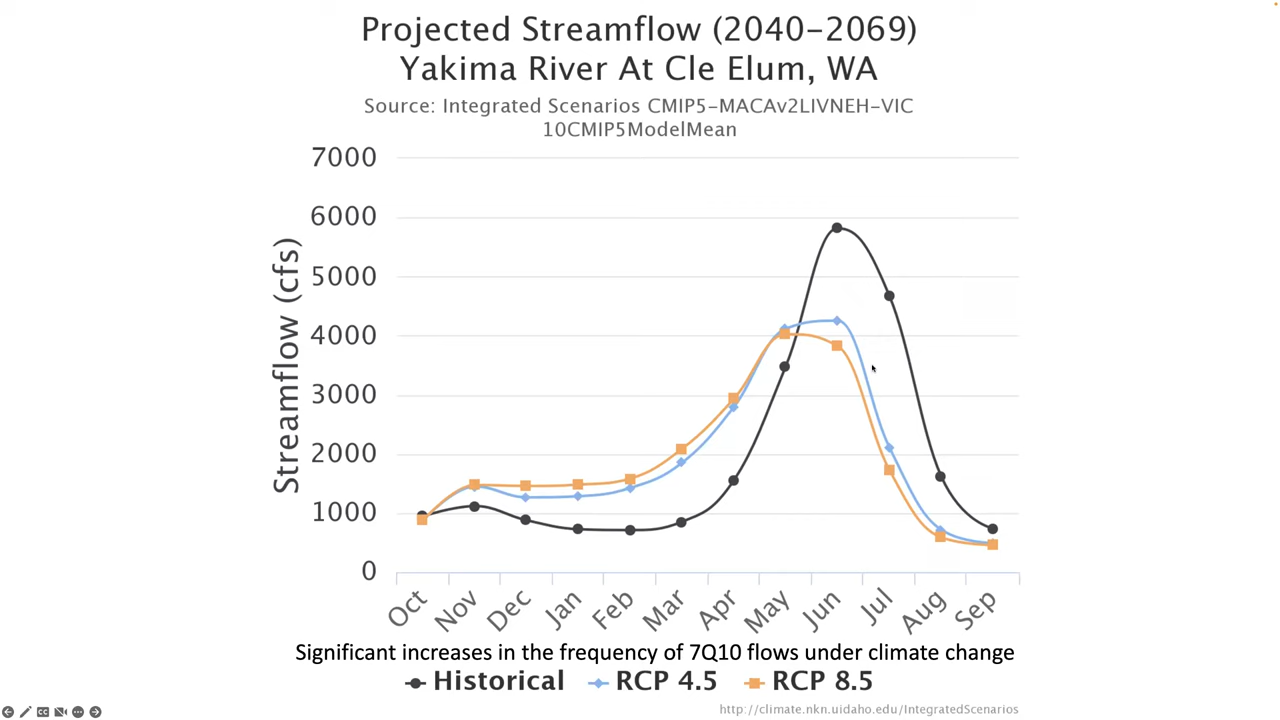 Projected Streamflow (2040-2069)
Yakima River At Cle Elum, WA
Source: Integrated Scenarios CMIP5-MACAv2LIVNEH-VIC
10CMIP5ModelMean
Streamflow (cfs)
7000
6000
5000
4000
3000
2000
1000
0
Oct Nov Dec Jan Feb Mar Apr May Jun Jul Aug Sep
Significant increases in the frequency of 7Q10 flows under climate change
Historical RCP 4.5 RCP 8.5
http://climate.nkn.uidaho.edu/IntegratedScenarios